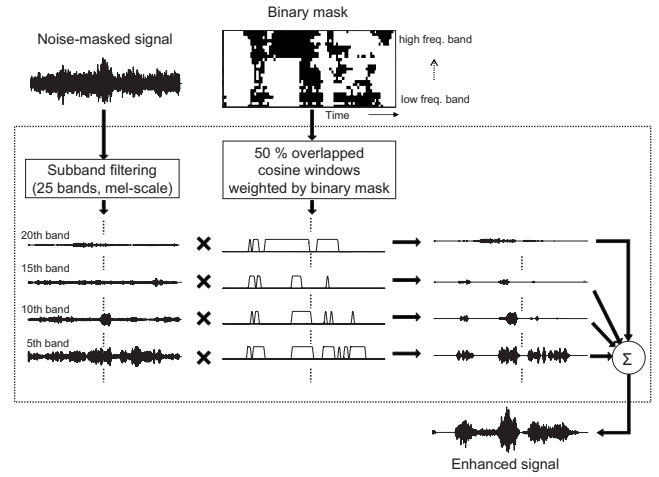 Binary mask
Noise-masked signal
high freq. band
low freq. band
Time
Subband filtering
(25 bands, mel-scale)
50 % overlapped
cosine windows
weighted by binary mask
20th band
15th band
10th band
5th band
Σ
Enhanced signal